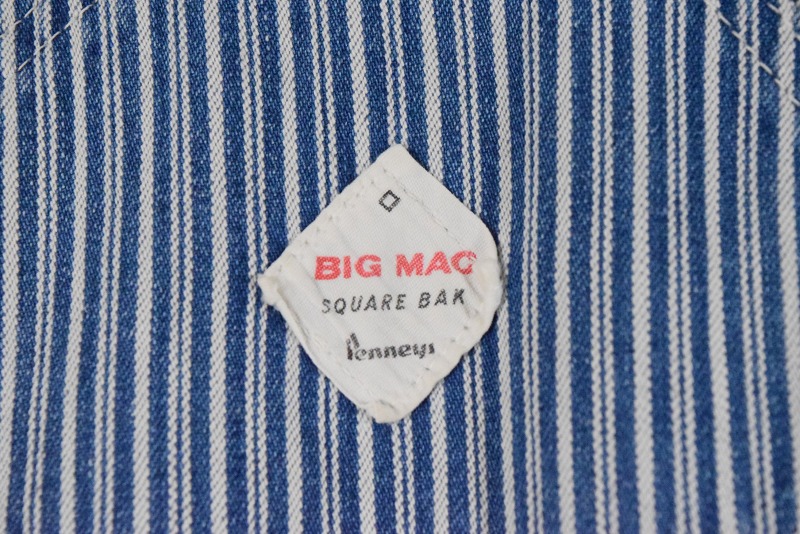 BIG MAC
SQUARE BAK
Penneys